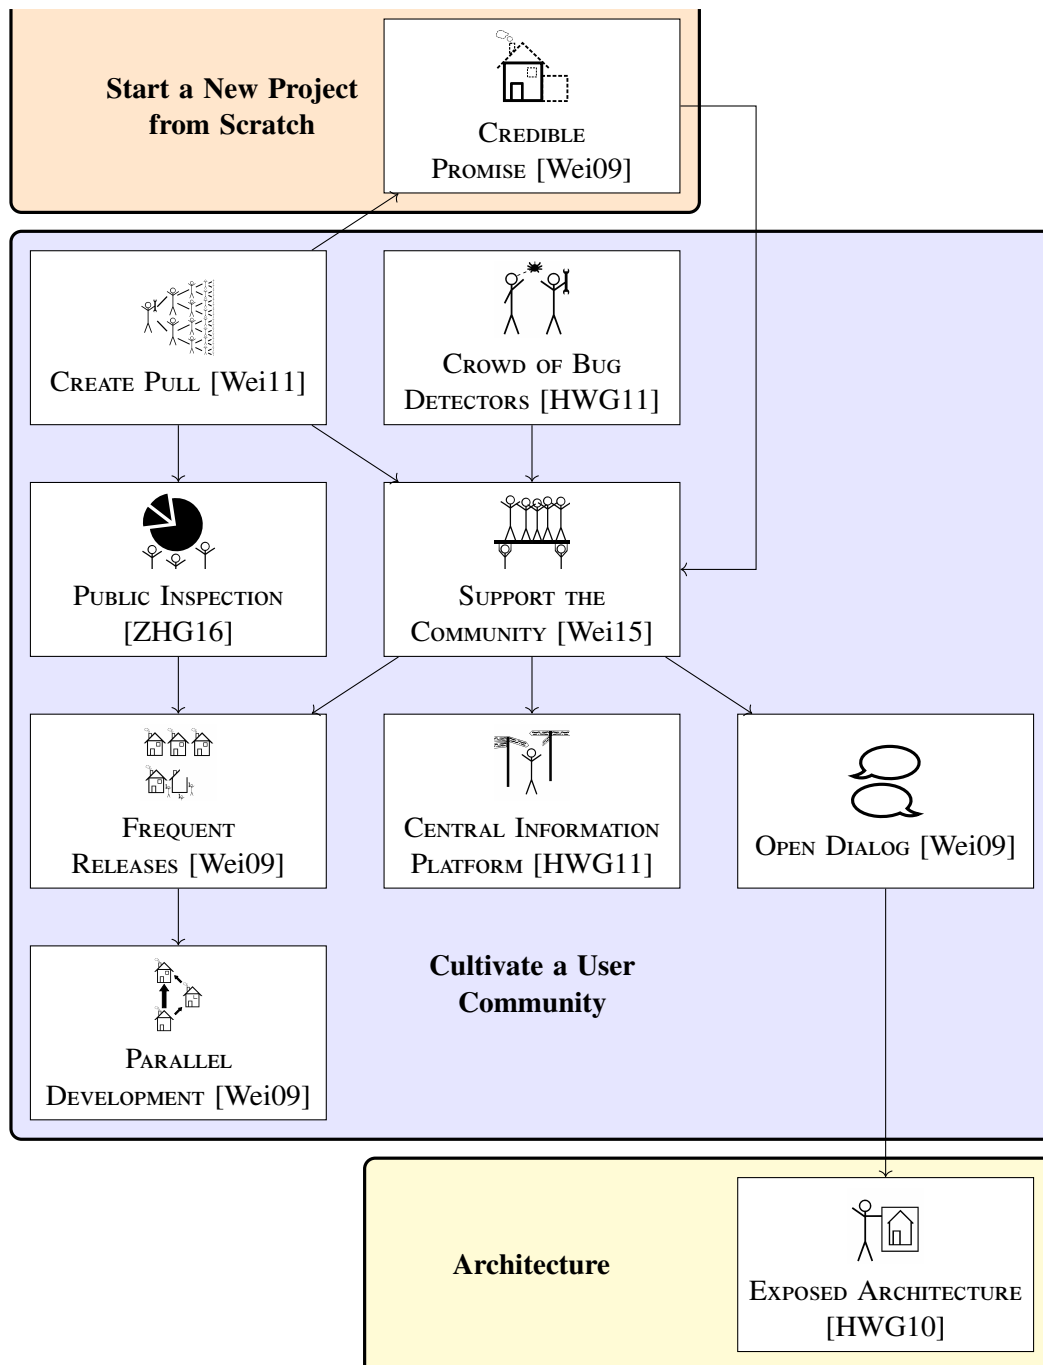 Start a New Project
from Scratch
Credible
Promise [Wei09]
Create Pull [Wei11]
Crowd of Bug
Detectors [HWG11]
Public Inspection
[ZHG16]
Support the
Community [Wei15]
Frequent
Releases [Wei09]
Central Information
Platform [HWG11]
Open Dialog [Wei09]
Cultivate a User
Community
Parallel
Development [Wei09]
Architecture
Exposed Architecture
[HWG10]